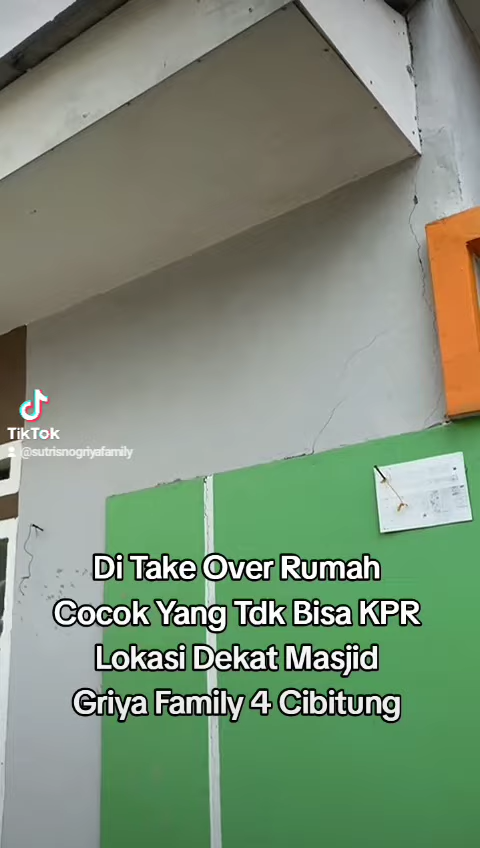 TikTok
@sutrisnogriyafamily
Di Take Over Rumah
Cocok Yang Tdk Bisa KPR
Lokasi Dekat Masjid
Griya Family 4 Cibitung